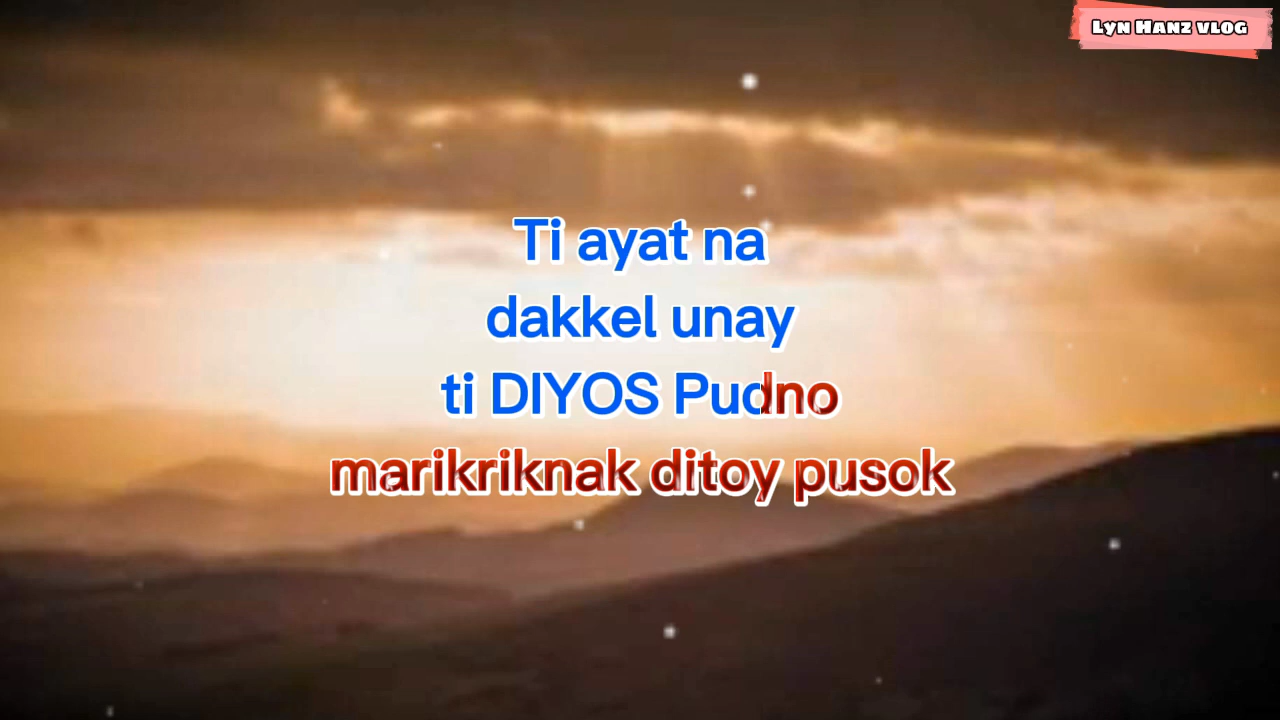 Lyn Hanz vlog
Ti ayat na
dakkel unay
ti DIYOS Pudno
marikriknak ditoy pusok